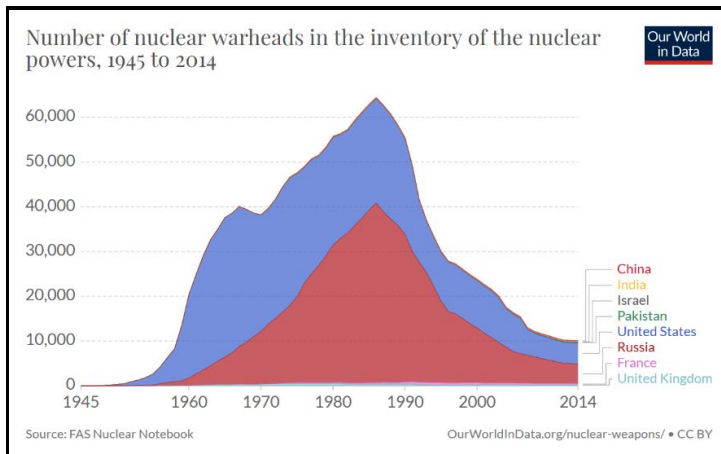 Number of nuclear warheads in the inventory of the nuclear
powers, 1945 to 2014
Our World
in Data
60,000
50,000
40,000
30,000
20,000
10,000
0
1945
1960
1970
1980
1990
2000
2014
China
India
Israel
Pakistan
United States
Russia
France
United Kingdom
Source: FAS Nuclear Notebook
OurWorldInData.org/nuclear-weapons/ • CC BY